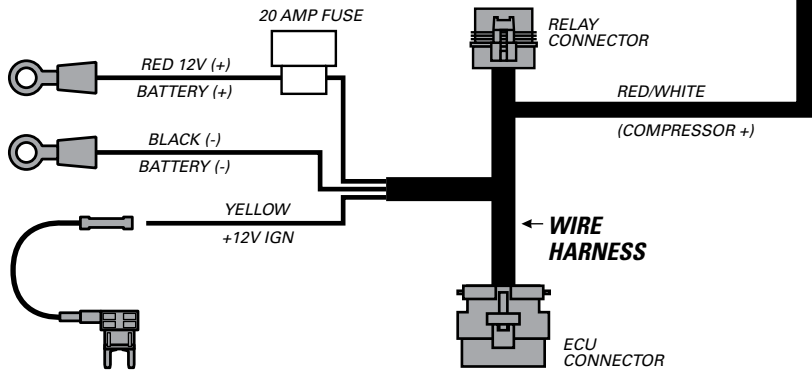 20 AMP FUSE
RELAY
CONNECTOR
RED 12V (+)
BATTERY (+)
RED/WHITE
(COMPRESSOR +)
BLACK (-)
BATTERY (-)
YELLOW
+12V IGN
WIRE
HARNESS
ECU
CONNECTOR